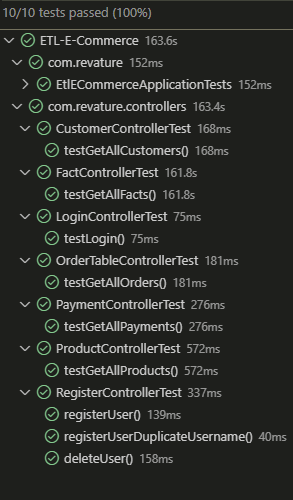 10/10 tests passed (100%)
ETL-E-Commerce 163.6s
com.revature 152ms
EtlECommerceApplicationTests 152ms
com.revature.controllers 163.4s
CustomerControllerTest 168ms
testGetAllCustomers() 168ms
FactControllerTest 161.8s
testGetAllFacts() 161.8s
LoginControllerTest 75ms
testLogin() 75ms
OrderTableControllerTest 181ms
testGetAllOrders() 181ms
PaymentControllerTest 276ms
testGetAllPayments() 276ms
ProductControllerTest 572ms
testGetAllProducts() 572ms
RegisterControllerTest 337ms
registerUser() 139ms
registerUserDuplicateUsername() 40ms
deleteUser() 158ms